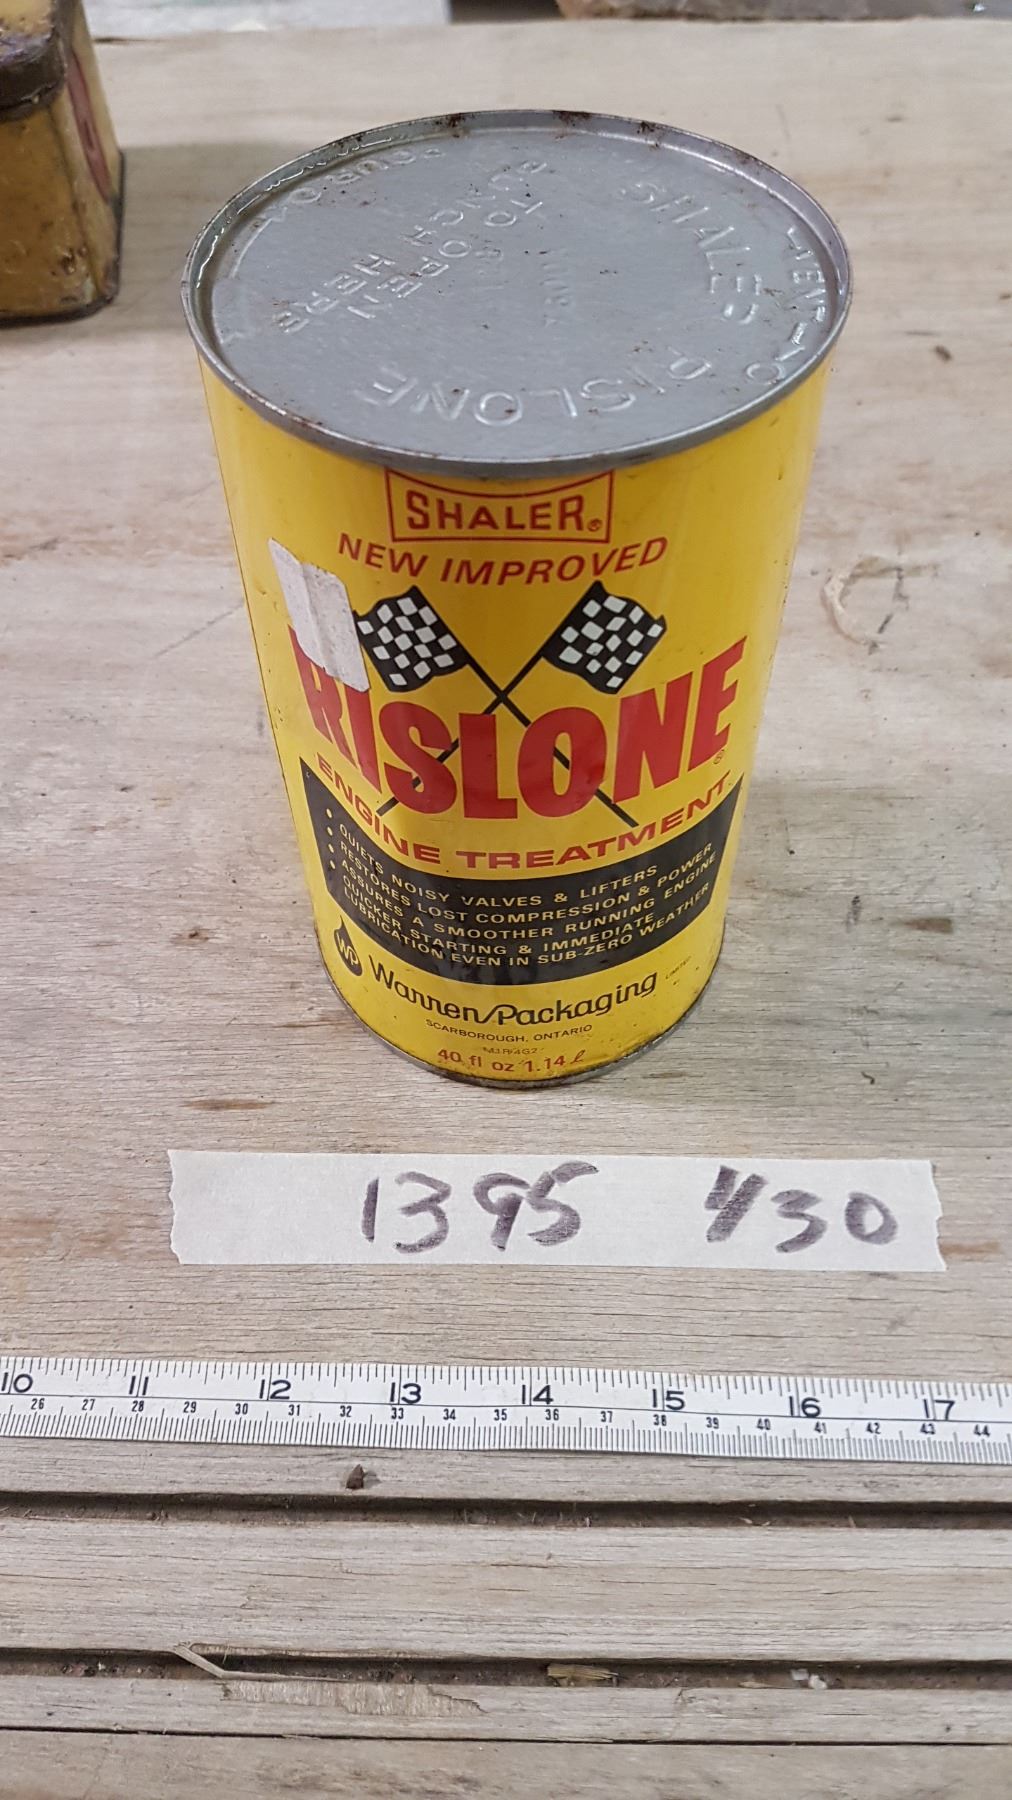 SHALER'S RISLONE
PUNCH HERE
TO OPEN
SHALER®
NEW IMPROVED
RISLONE®
ENGINE TREATMENT
• QUIETS NOISY VALVES & LIFTERS
• RESTORES LOST COMPRESSION & POWER
• ASSURES A SMOOTHER RUNNING ENGINE
• QUICKER STARTING & IMMEDIATE
LUBRICATION EVEN IN SUB-ZERO WEATHER
WP Warren Packaging LIMITED
SCARBOROUGH, ONTARIO
40 fl oz 1.14 ℓ
1395 430
10 11 12 13 14 15 16 17
26 27 28 29 30 31 32 33 34 35 36 37 38 39 40 41 42 43 44